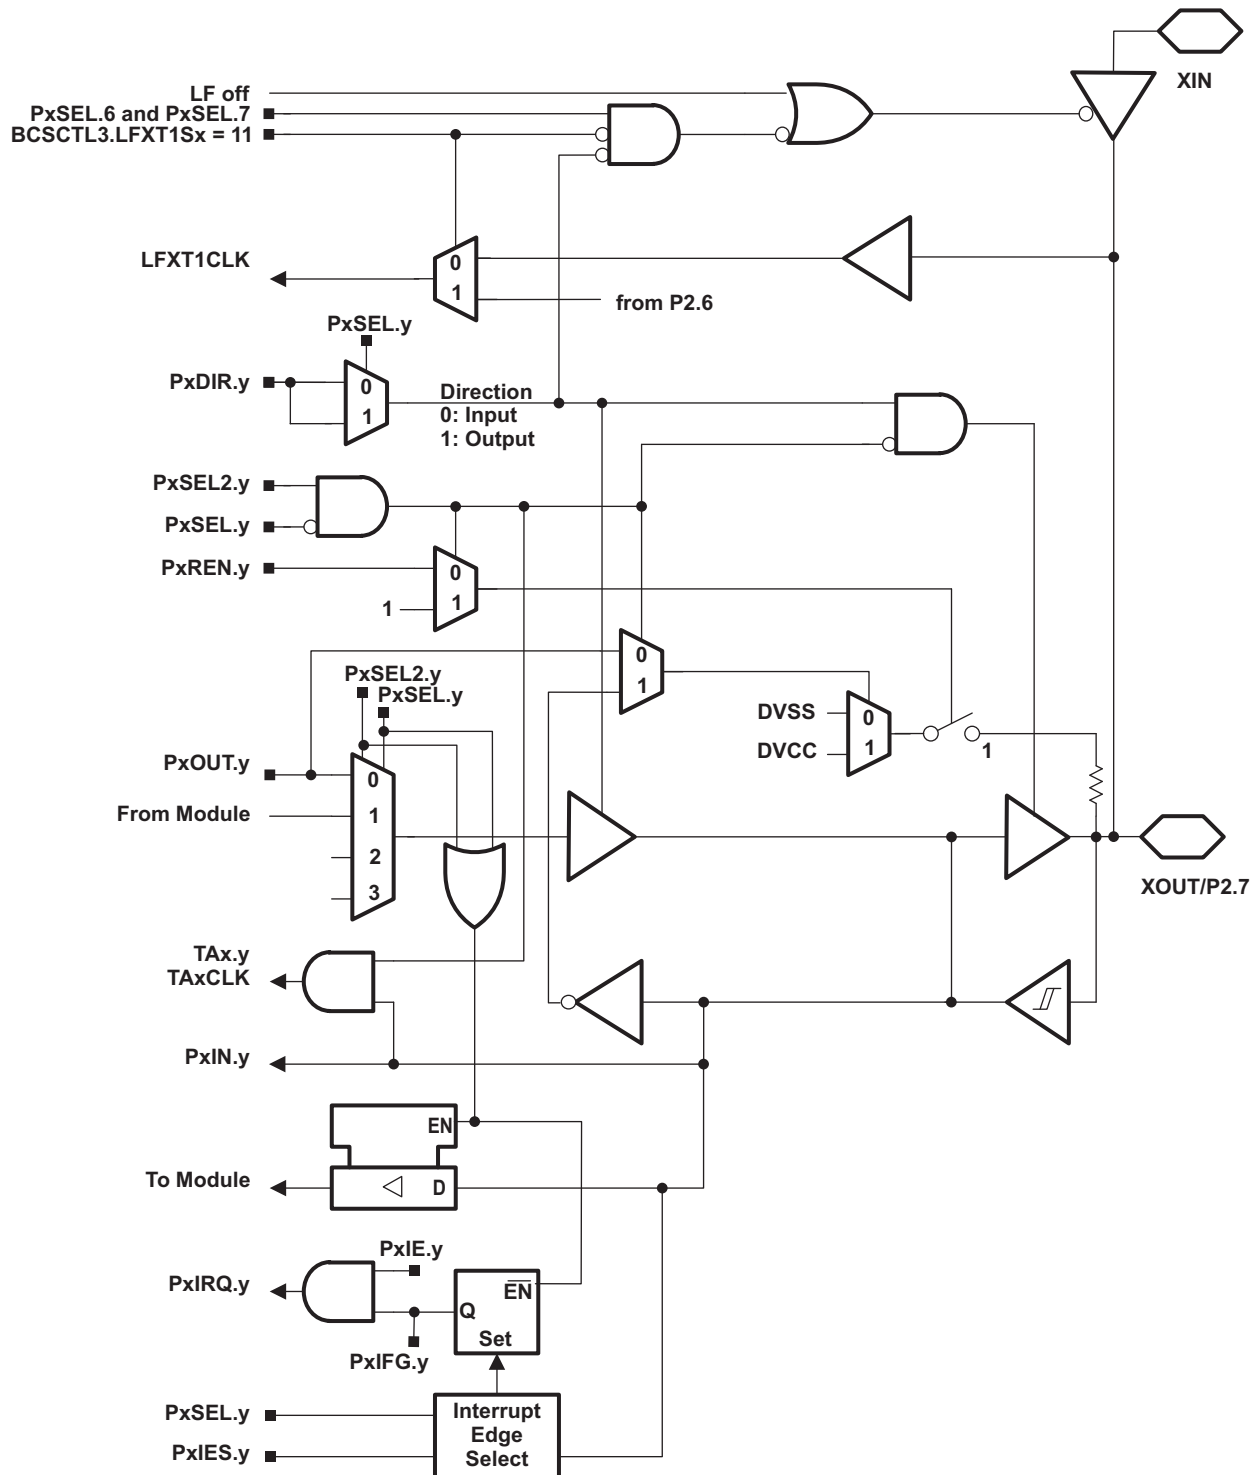 XIN
LF off
PxSEL.6 and PxSEL.7
BCSCTL3.LFXT1Sx = 11
LFXT1CLK
0
1
from P2.6
PxSEL.y
PxDIR.y
0
1
Direction
0: Input
1: Output
PxSEL2.y
PxSEL.y
PxREN.y
0
1
1
0
1
PxSEL2.y
PxSEL.y
DVSS
DVCC
0
1
1
PxOUT.y
From Module
0
1
2
3
XOUT/P2.7
TAx.y
TAxCLK
PxIN.y
EN
To Module
D
PxIE.y
PxIRQ.y
EN
Q
Set
PxIFG.y
PxSEL.y
PxIES.y
Interrupt
Edge
Select